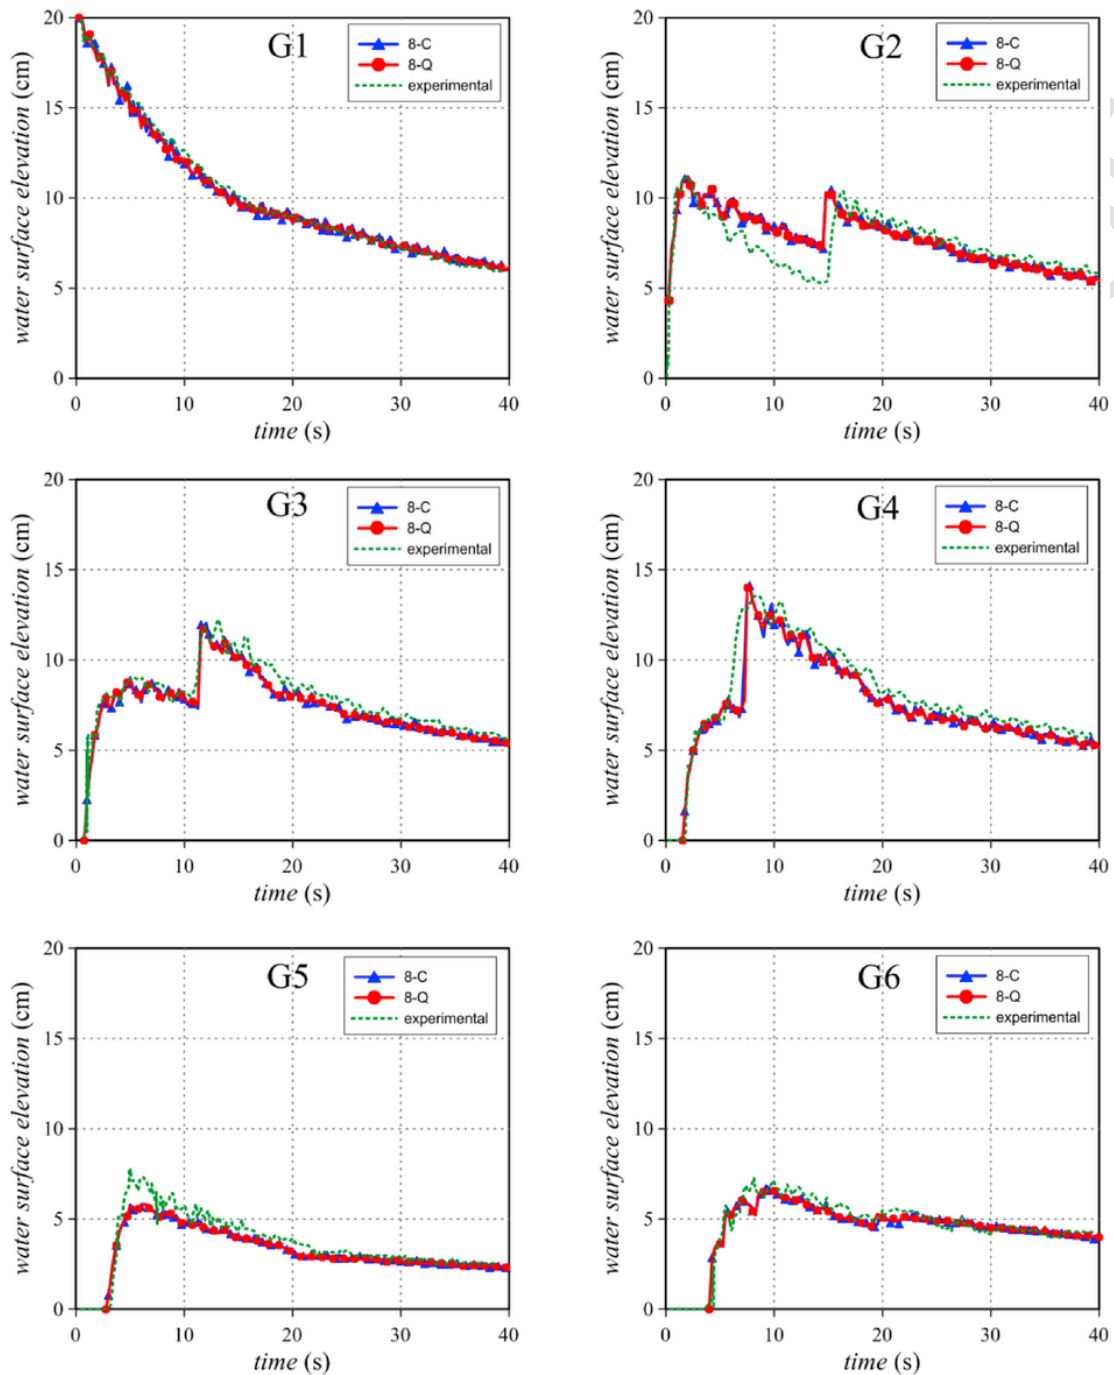 G1
8-C
8-Q
experimental
water surface elevation (cm)
20
15
10
5
0
0 10 20 30 40
time (s)
G2
8-C
8-Q
experimental
water surface elevation (cm)
20
15
10
5
0
0 10 20 30 40
time (s)
G3
8-C
8-Q
experimental
water surface elevation (cm)
20
15
10
5
0
0 10 20 30 40
time (s)
G4
8-C
8-Q
experimental
water surface elevation (cm)
20
15
10
5
0
0 10 20 30 40
time (s)
G5
8-C
8-Q
experimental
water surface elevation (cm)
20
15
10
5
0
0 10 20 30 40
time (s)
G6
8-C
8-Q
experimental
water surface elevation (cm)
20
15
10
5
0
0 10 20 30 40
time (s)